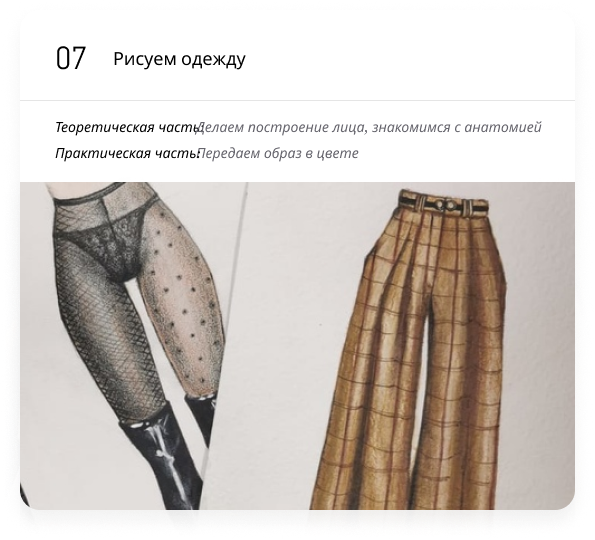 07 Рисуем одежду
Теоретическая часть: Делаем построение лица, знакомимся с анатомией
Практическая часть: Передаем образ в цвете